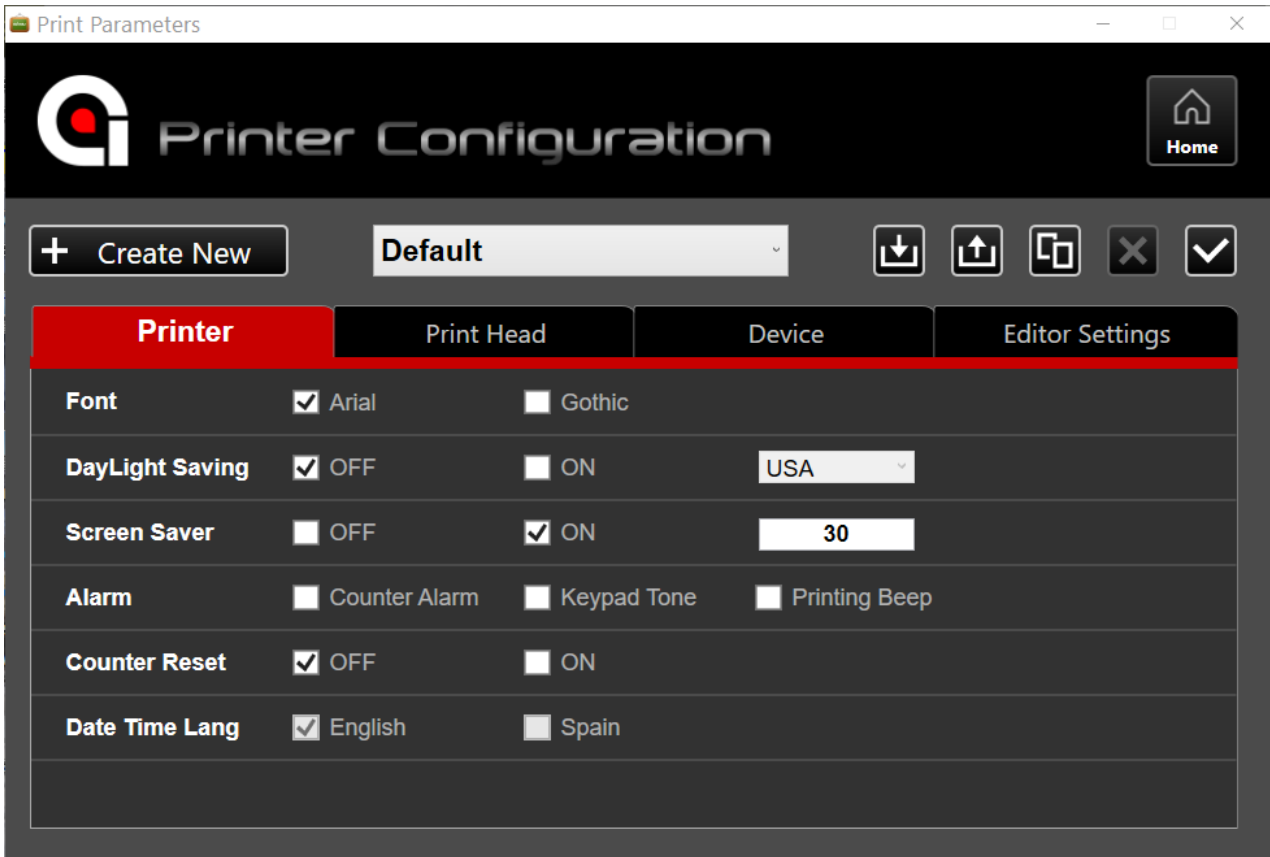 Print Parameters
Printer Configuration
Home
Create New
Default
Printer
Print Head
Device
Editor Settings
Font
Arial
Gothic
DayLight Saving
OFF
ON
USA
Screen Saver
OFF
ON
30
Alarm
Counter Alarm
Keypad Tone
Printing Beep
Counter Reset
OFF
ON
Date Time Lang
English
Spain